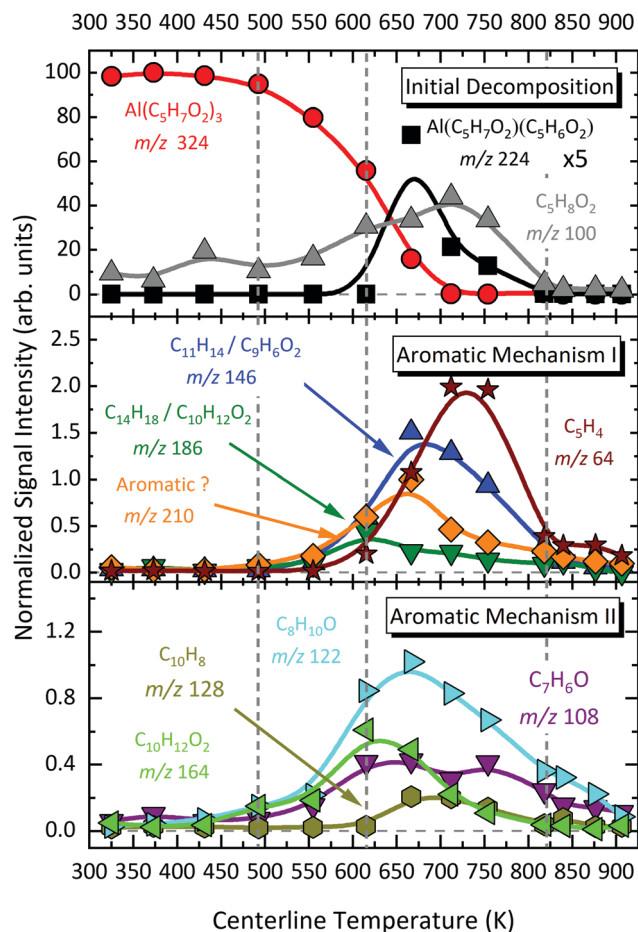 300 350 400 450 500 550 600 650 700 750 800 850 900
Normalized Signal Intensity (arb. units)
100
80
60
40
20
0
Initial Decomposition
Al(C₅H₇O₂)₃
m/z 324
Al(C₅H₇O₂)(C₅H₆O₂)
m/z 224 x5
C₅H₈O₂
m/z 100
2.5
2.0
1.5
1.0
0.5
0.0
Aromatic Mechanism I
C₁₁H₁₄ / C₉H₆O₂
m/z 146
C₁₄H₁₈ / C₁₀H₁₂O₂
m/z 186
Aromatic ?
m/z 210
C₅H₄
m/z 64
1.2
0.8
0.4
0.0
Aromatic Mechanism II
C₈H₁₀O
m/z 122
C₁₀H₈
m/z 128
C₁₀H₁₂O₂
m/z 164
C₇H₆O
m/z 108
300 350 400 450 500 550 600 650 700 750 800 850 900
Centerline Temperature (K)